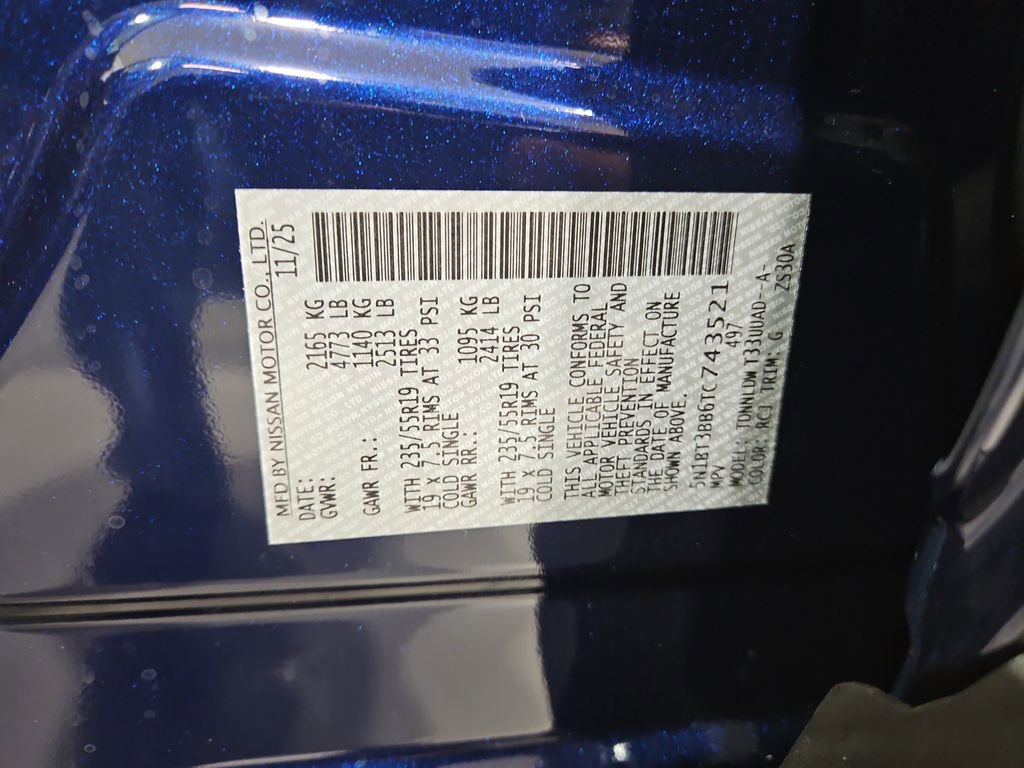 MFD BY NISSAN MOTOR CO., LTD.
DATE: 11/25
GVWR: 2165 KG
4773 LB
GAWR FR.: 1140 KG
2513 LB
WITH 235/55R19 TIRES
19 X 7.5 RIMS AT 33 PSI
COLD SINGLE
GAWR RR.: 1095 KG
2414 LB
WITH 235/55R19 TIRES
19 X 7.5 RIMS AT 30 PSI
COLD SINGLE
THIS VEHICLE CONFORMS TO
ALL APPLICABLE FEDERAL
MOTOR VEHICLE SAFETY AND
THEFT PREVENTION
STANDARDS IN EFFECT ON
THE DATE OF MANUFACTURE
SHOWN ABOVE.
JN1BT3BB6TC743521
MPV 497
MODEL: TDNNLDWT33UUAD--A-
COLOR: RCJ TRIM: G ZS30A